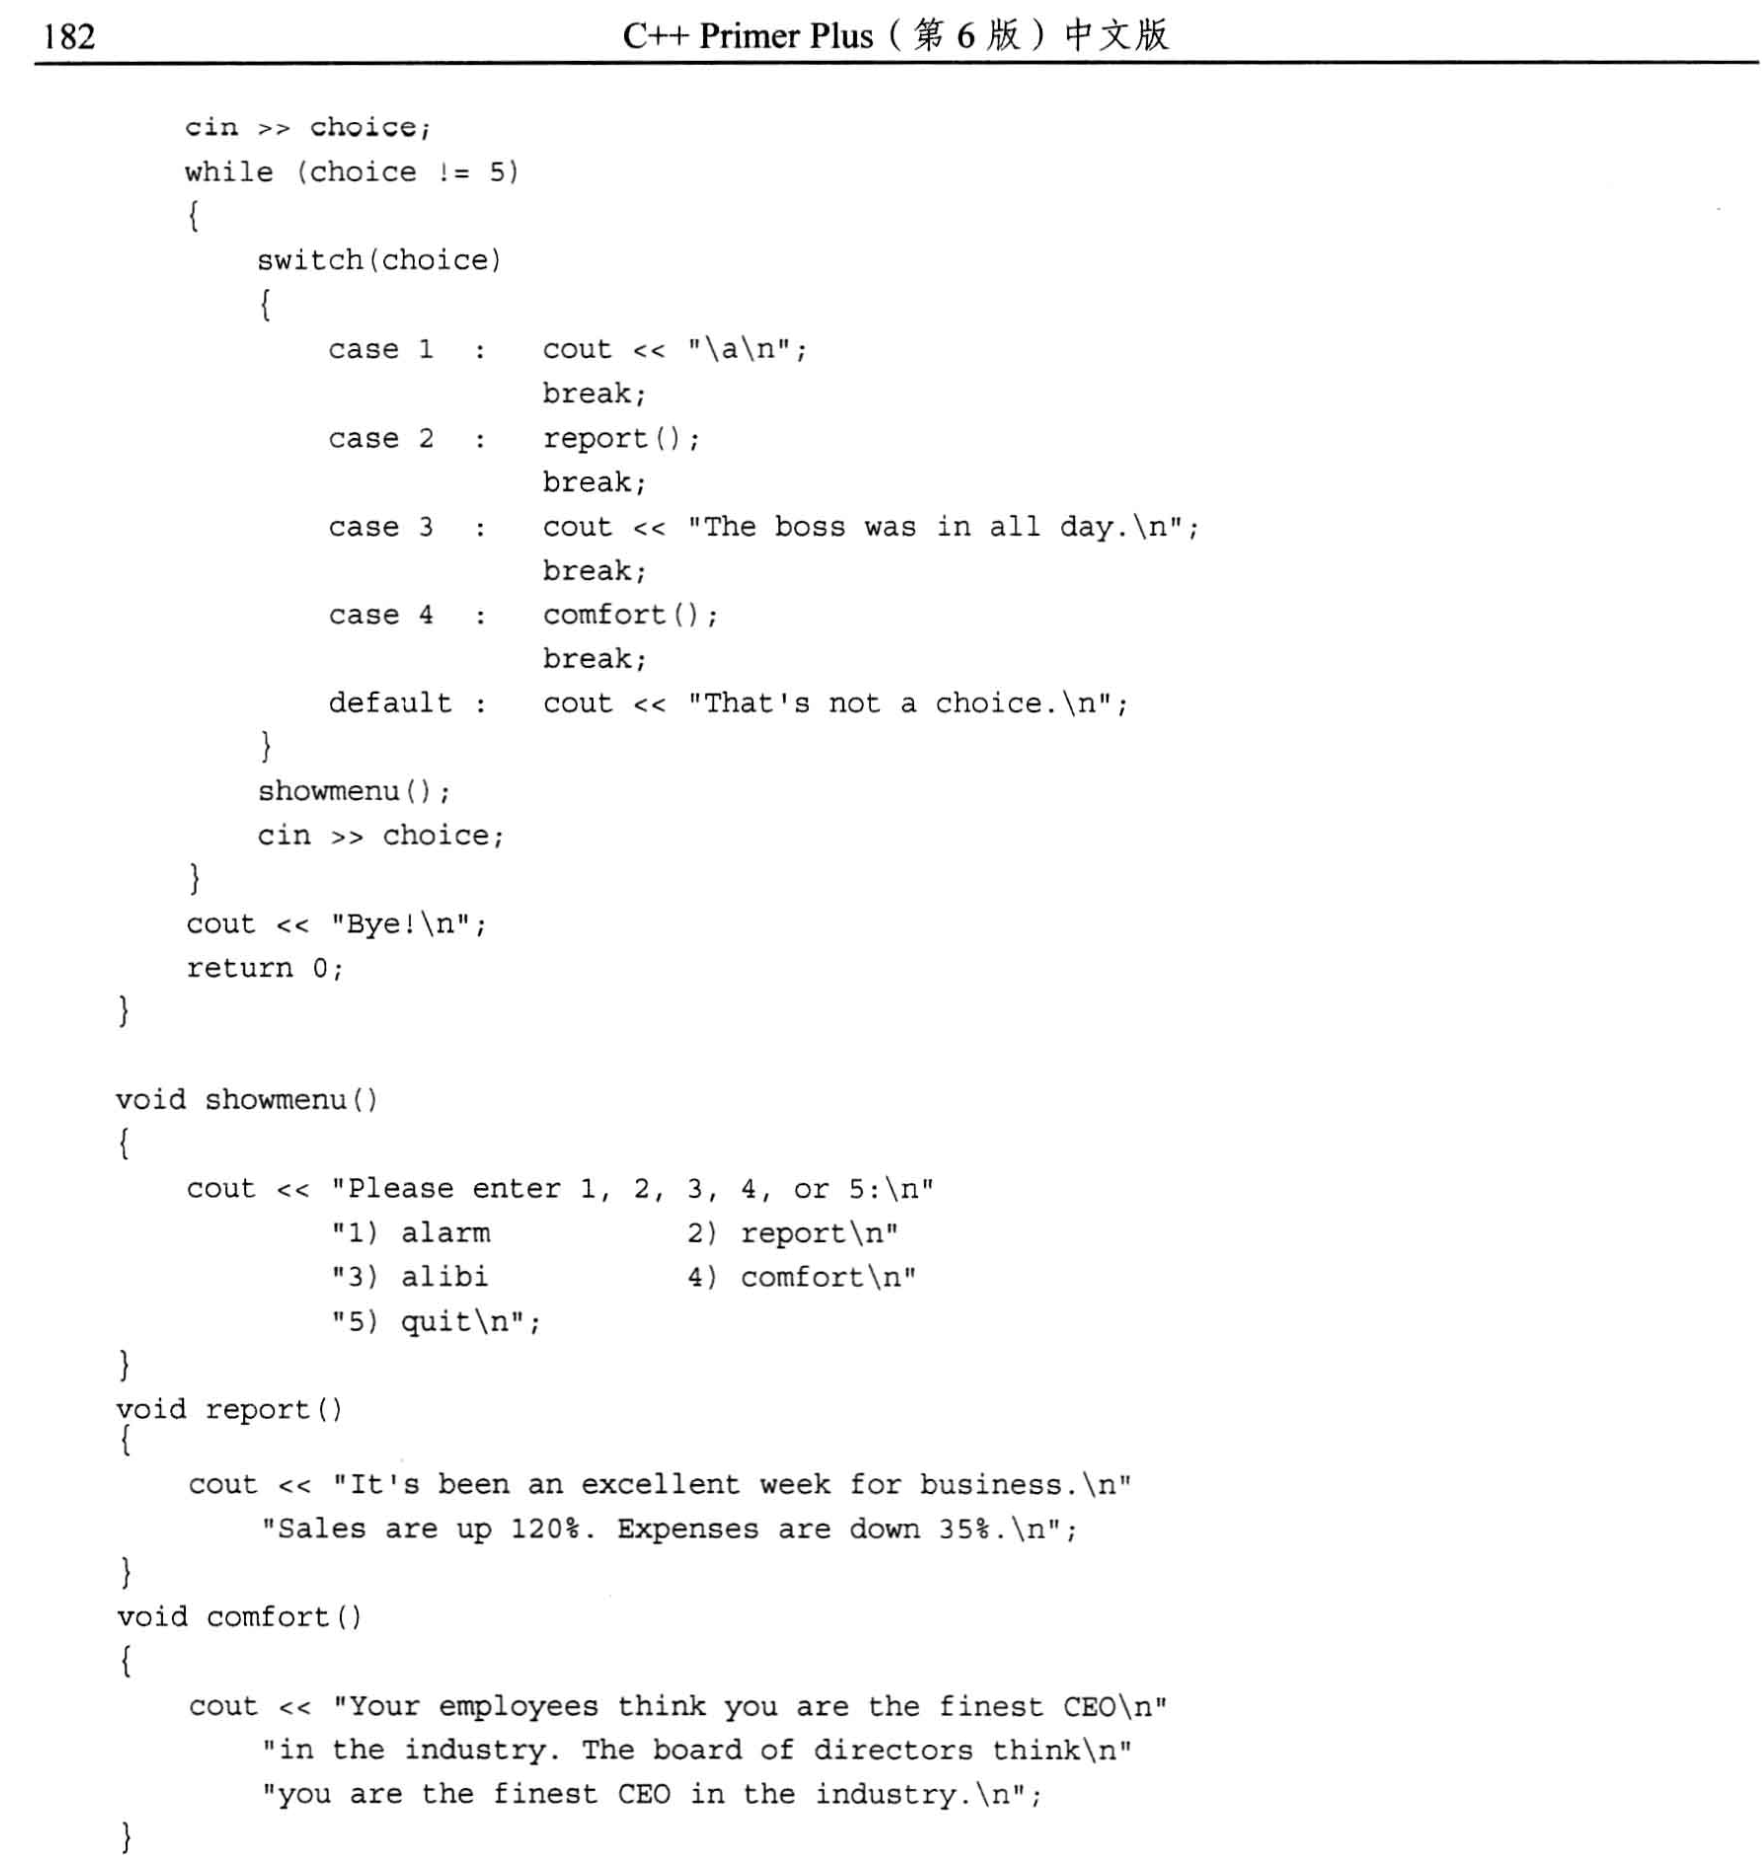 182
C++ Primer Plus（第 6 版）中文版
cin >> choice;
while (choice != 5)
{
switch(choice)
{
case 1  :   cout << "\a\n";
break;
case 2  :   report();
break;
case 3  :   cout << "The boss was in all day.\n";
break;
case 4  :   comfort();
break;
default :   cout << "That's not a choice.\n";
}
showmenu();
cin >> choice;
}
cout << "Bye!\n";
return 0;
}
void showmenu()
{
cout << "Please enter 1, 2, 3, 4, or 5:\n"
"1) alarm           2) report\n"
"3) alibi           4) comfort\n"
"5) quit\n";
}
void report()
{
cout << "It's been an excellent week for business.\n"
"Sales are up 120%. Expenses are down 35%.\n";
}
void comfort()
{
cout << "Your employees think you are the finest CEO\n"
"in the industry. The board of directors think\n"
"you are the finest CEO in the industry.\n";
}